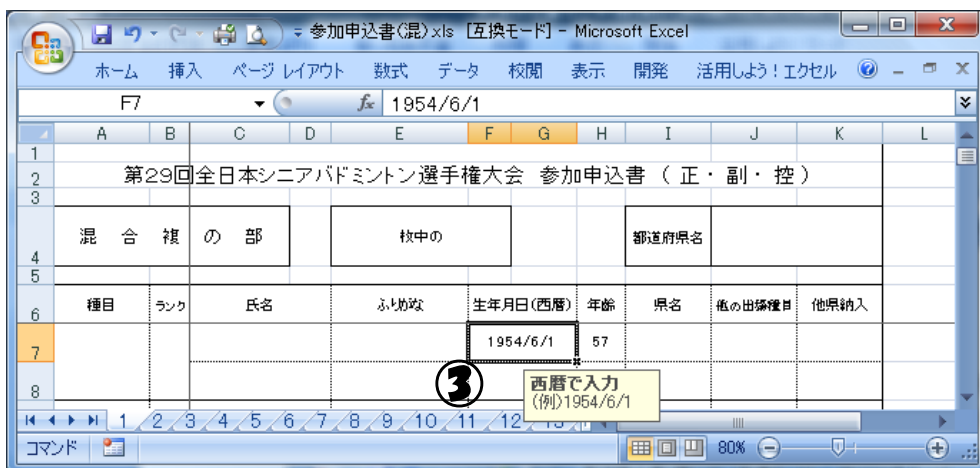 参加申込書(混).xls [互換モード] - Microsoft Excel
ホーム 挿入 ページ レイアウト 数式 データ 校閲 表示 開発 活用しよう！エクセル
F7 fx 1954/6/1
A B C D E F G H I J K L
1
2 第29回全日本シニアバドミントン選手権大会 参加申込書 ( 正 ・ 副 ・ 控 )
3
4 混 合 複 の 部 枚中の 都道府県名
5
6 種目 ランク 氏名 ふりがな 生年月日(西暦) 年齢 県名 他の出場種目 他県納入
7 1954/6/1 57
8
③ 西暦で入力
(例)1954/6/1
1 2 3 4 5 6 7 8 9 10 11 12 13
コマンド 80%